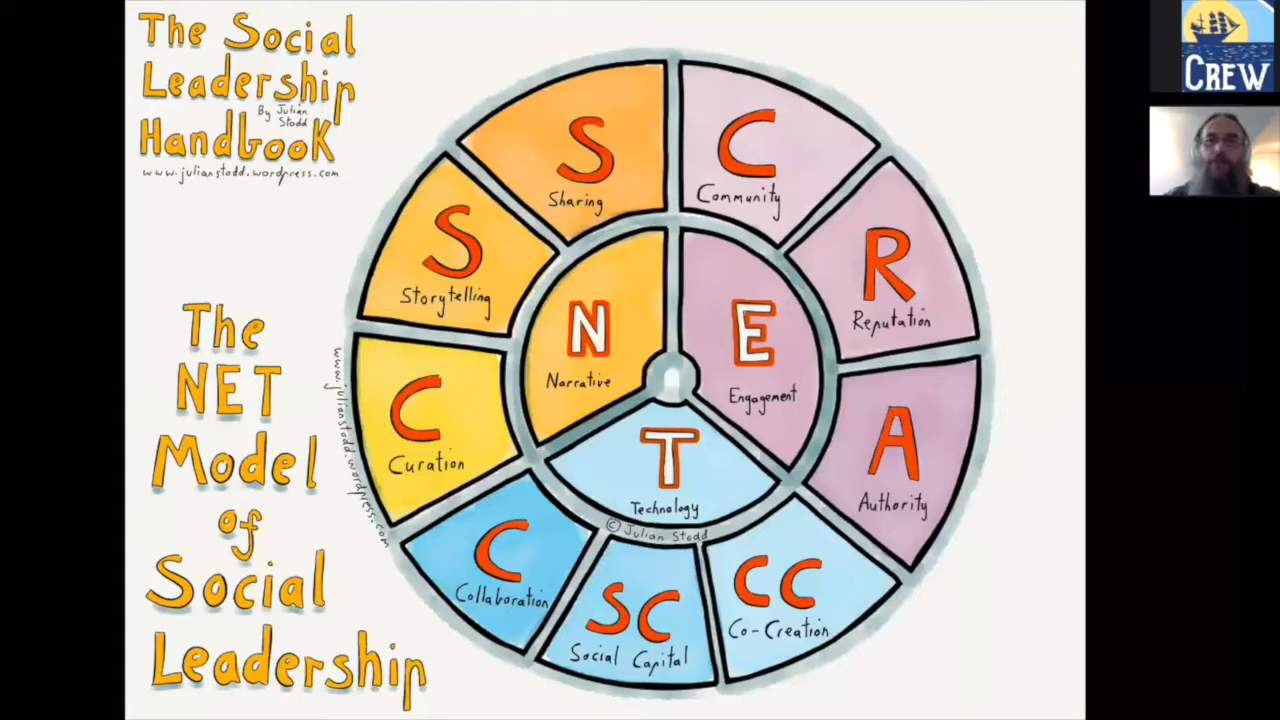 The Social
Leadership
By Julian
Stodd
Handbook
www.julianstodd.wordpress.com
The
NET
Model
of
Social
Leadership
S
Sharing
C
Community
S
Storytelling
R
Reputation
N
Narrative
E
Engagement
C
Curation
A
Authority
T
Technology
© Julian Stodd
www.julianstodd.wordpress.com
C
Collaboration
SC
Social Capital
CC
Co-Creation
CREW